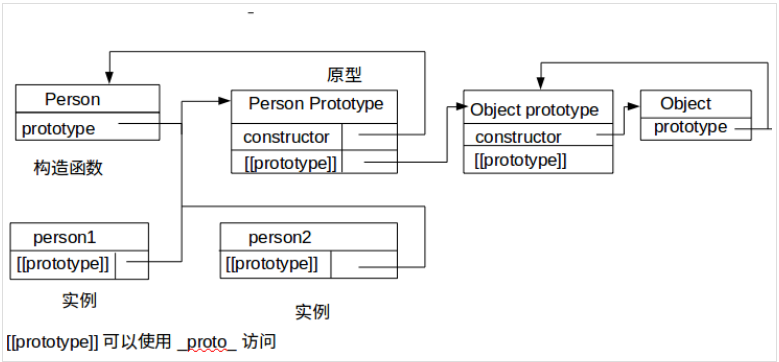 原型
Person
prototype
构造函数
Person Prototype
constructor
[[prototype]]
Object prototype
constructor
[[prototype]]
Object
prototype
person1
[[prototype]]
实例
person2
[[prototype]]
实例
[[prototype]] 可以使用 _proto_ 访问